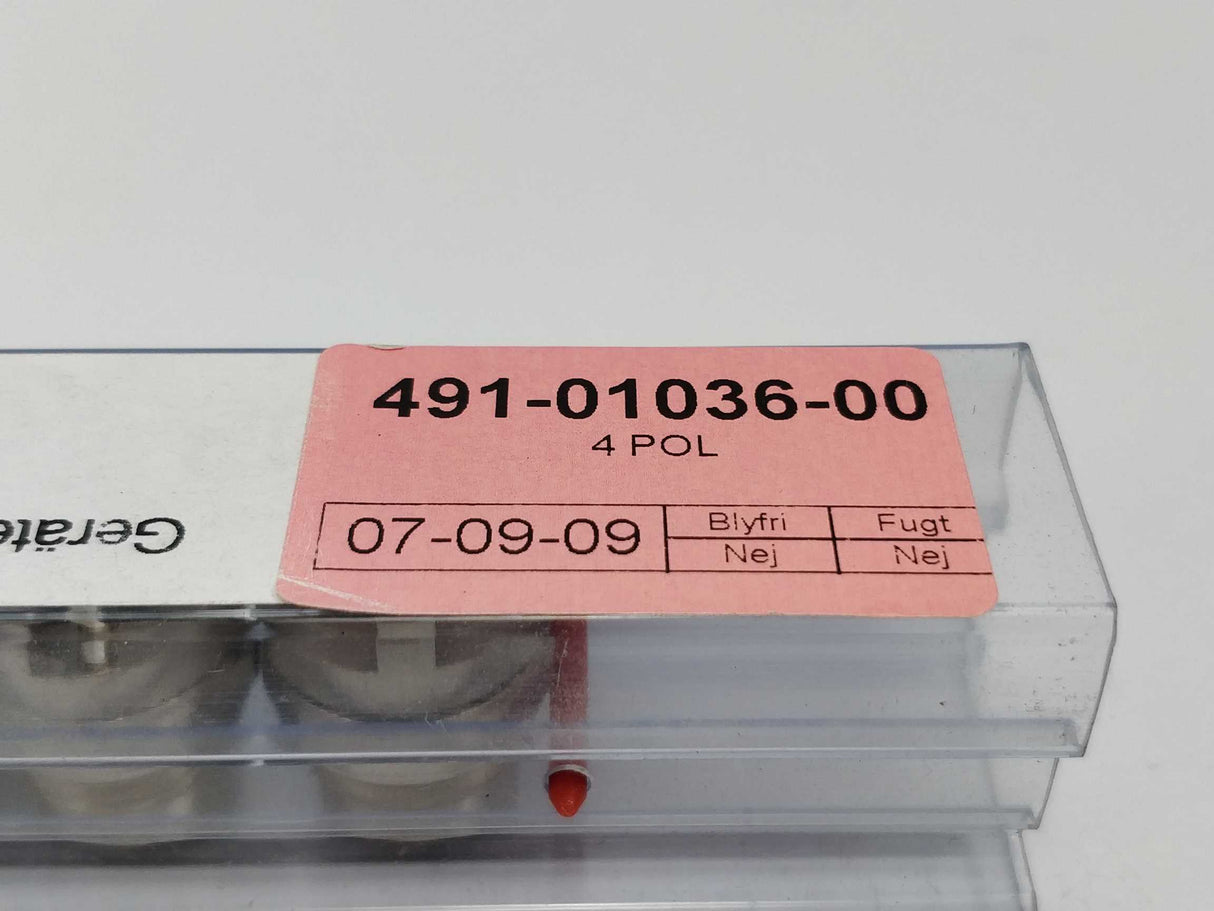 491-01036-00
4 POL
07-09-09 Blyfri Fugt
Nej Nej